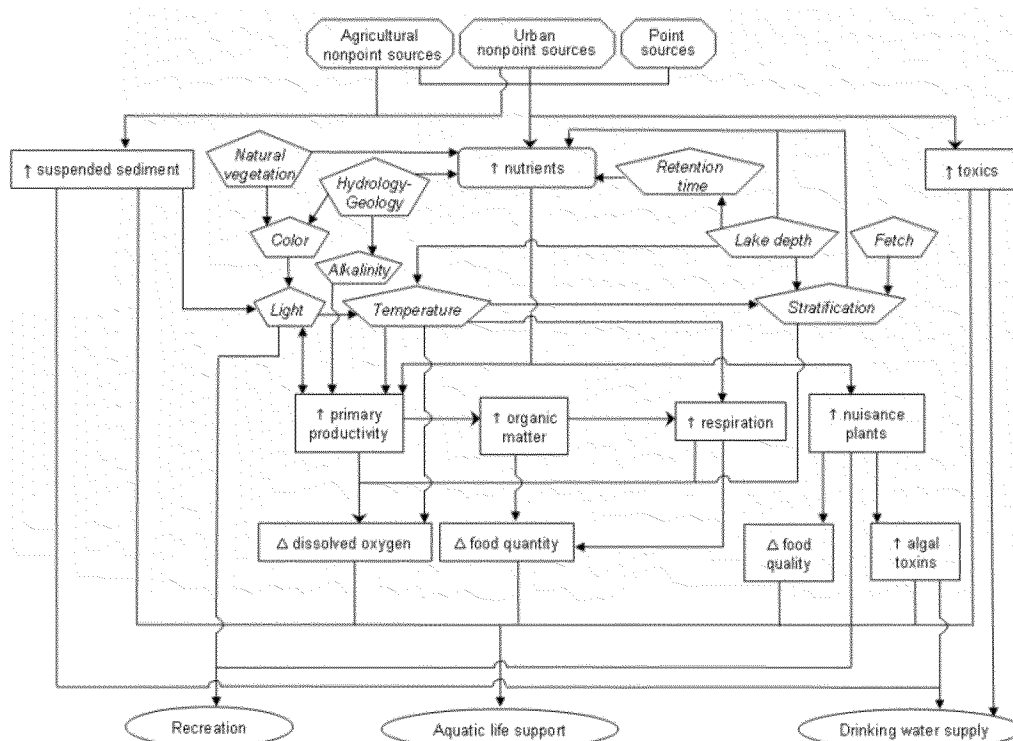 Agricultural
nonpoint sources
Urban
nonpoint sources
Point
sources
↑ suspended sediment
Natural
vegetation
↑ nutrients
Retention
time
↑ toxics
Hydrology-
Geology
Color
Alkalinity
Lake depth
Fetch
Light
Temperature
Stratification
↑ primary
productivity
↑ organic
matter
↑ respiration
↑ nuisance
plants
Δ dissolved oxygen
Δ food quantity
Δ food
quality
↑ algal
toxins
Recreation
Aquatic life support
Drinking water supply